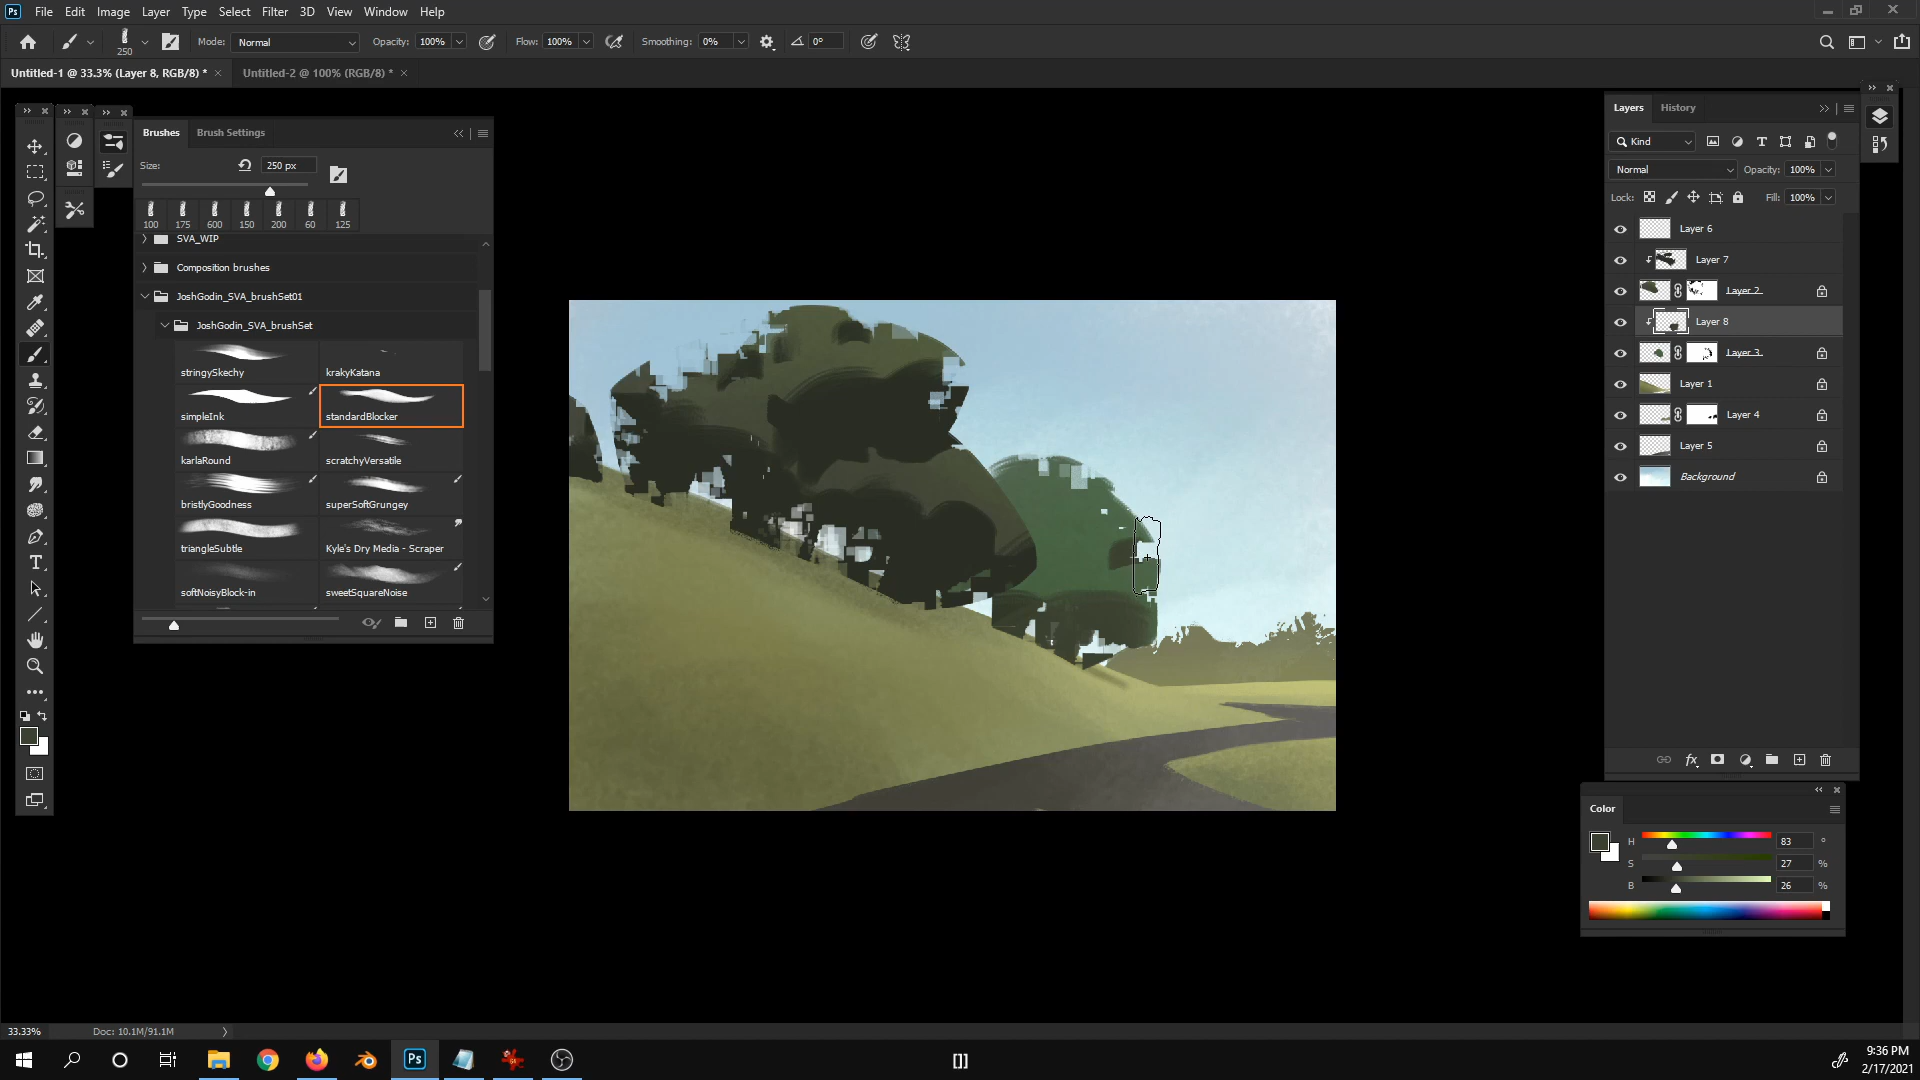 Ps File Edit Image Layer Type Select Filter 3D View Window Help
250 Mode: Normal Opacity: 100% Flow: 100% Smoothing: 0% 0°
Untitled-1 @ 33.3% (Layer 8, RGB/8) * × Untitled-2 @ 100% (RGB/8) * ×
Brushes Brush Settings
Size: 250 px
100 175 600 150 200 60 125
SVA_WIP
Composition brushes
JoshGodin_SVA_brushSet01
JoshGodin_SVA_brushSet
stringySkechy krakyKatana
simpleInk standardBlocker
karlaRound scratchyVersatile
bristlyGoodness superSoftGrungey
triangleSubtle Kyle's Dry Media - Scraper
softNoisyBlock-in sweetSquareNoise
Layers History
Kind
Normal Opacity: 100%
Lock: Fill: 100%
Layer 6
Layer 7
Layer 2
Layer 8
Layer 3
Layer 1
Layer 4
Layer 5
Background
fx
Color
H 83 °
S 27 %
B 26 %
33.33% Doc: 10.1M/91.1M
Ps
9:36 PM
2/17/2021